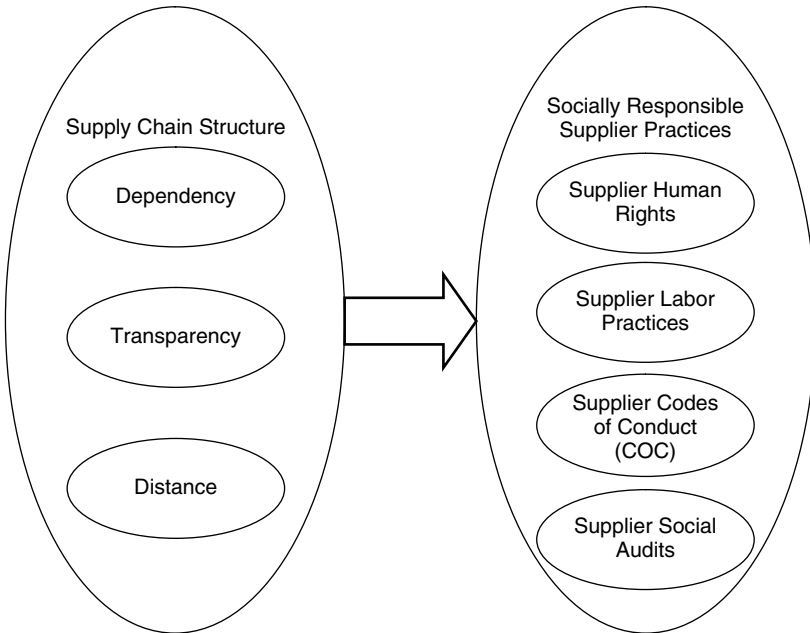 Supply Chain Structure
Dependency
Transparency
Distance
Socially Responsible
Supplier Practices
Supplier Human
Rights
Supplier Labor
Practices
Supplier Codes
of Conduct
(COC)
Supplier Social
Audits